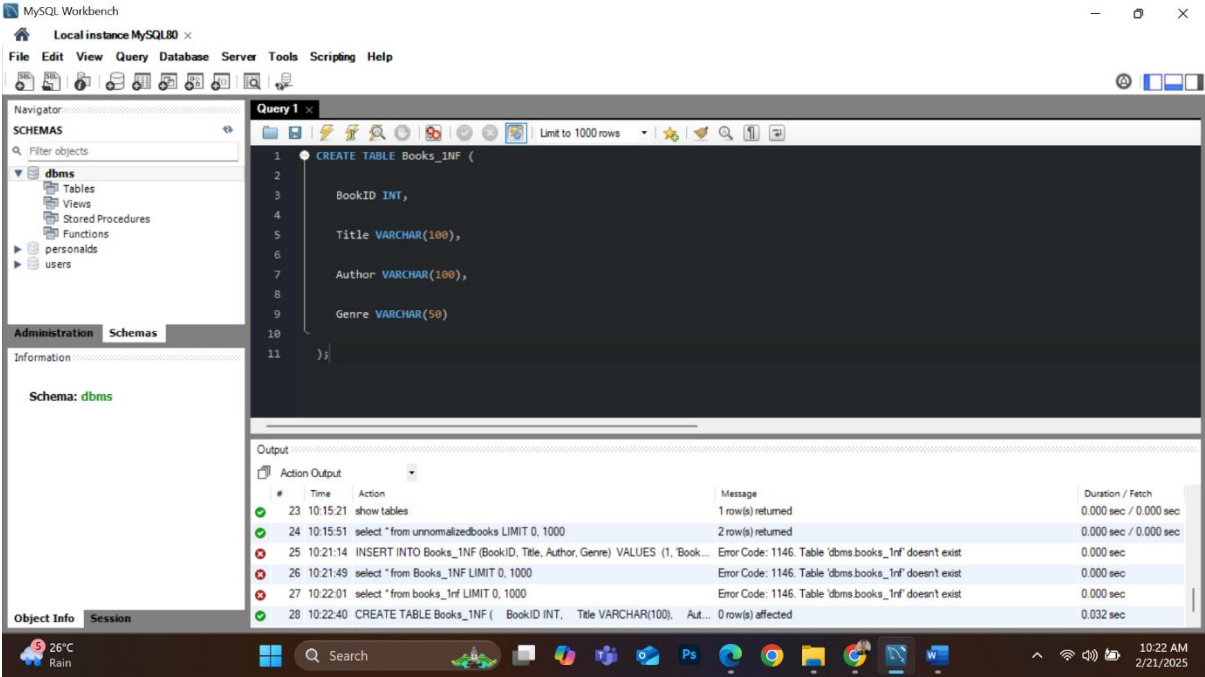 MySQL Workbench
Local instance MySQL80
File Edit View Query Database Server Tools Scripting Help
Navigator
SCHEMAS
Filter objects
dbms
Tables
Views
Stored Procedures
Functions
personalds
users
Administration Schemas
Information
Schema: dbms
Object Info Session
Query 1
Limit to 1000 rows
1 CREATE TABLE Books_1NF (
2
3 BookID INT,
4
5 Title VARCHAR(100),
6
7 Author VARCHAR(100),
8
9 Genre VARCHAR(50)
10
11 );
Output
Action Output
# Time Action Message Duration / Fetch
23 10:15:21 show tables 1 row(s) returned 0.000 sec / 0.000 sec
24 10:15:51 select * from unnormalizedbooks LIMIT 0, 1000 2 row(s) returned 0.000 sec / 0.000 sec
25 10:21:14 INSERT INTO Books_1NF (BookID, Title, Author, Genre) VALUES (1, 'Book... Error Code: 1146. Table 'dbms.books_1nf' doesn't exist 0.000 sec
26 10:21:49 select * from Books_1NF LIMIT 0, 1000 Error Code: 1146. Table 'dbms.books_1nf' doesn't exist 0.000 sec
27 10:22:01 select * from books_1nf LIMIT 0, 1000 Error Code: 1146. Table 'dbms.books_1nf' doesn't exist 0.000 sec
28 10:22:40 CREATE TABLE Books_1NF ( BookID INT, Title VARCHAR(100), Aut... 0 row(s) affected 0.032 sec
5 26°C
Rain
Search
Ps
10:22 AM
2/21/2025